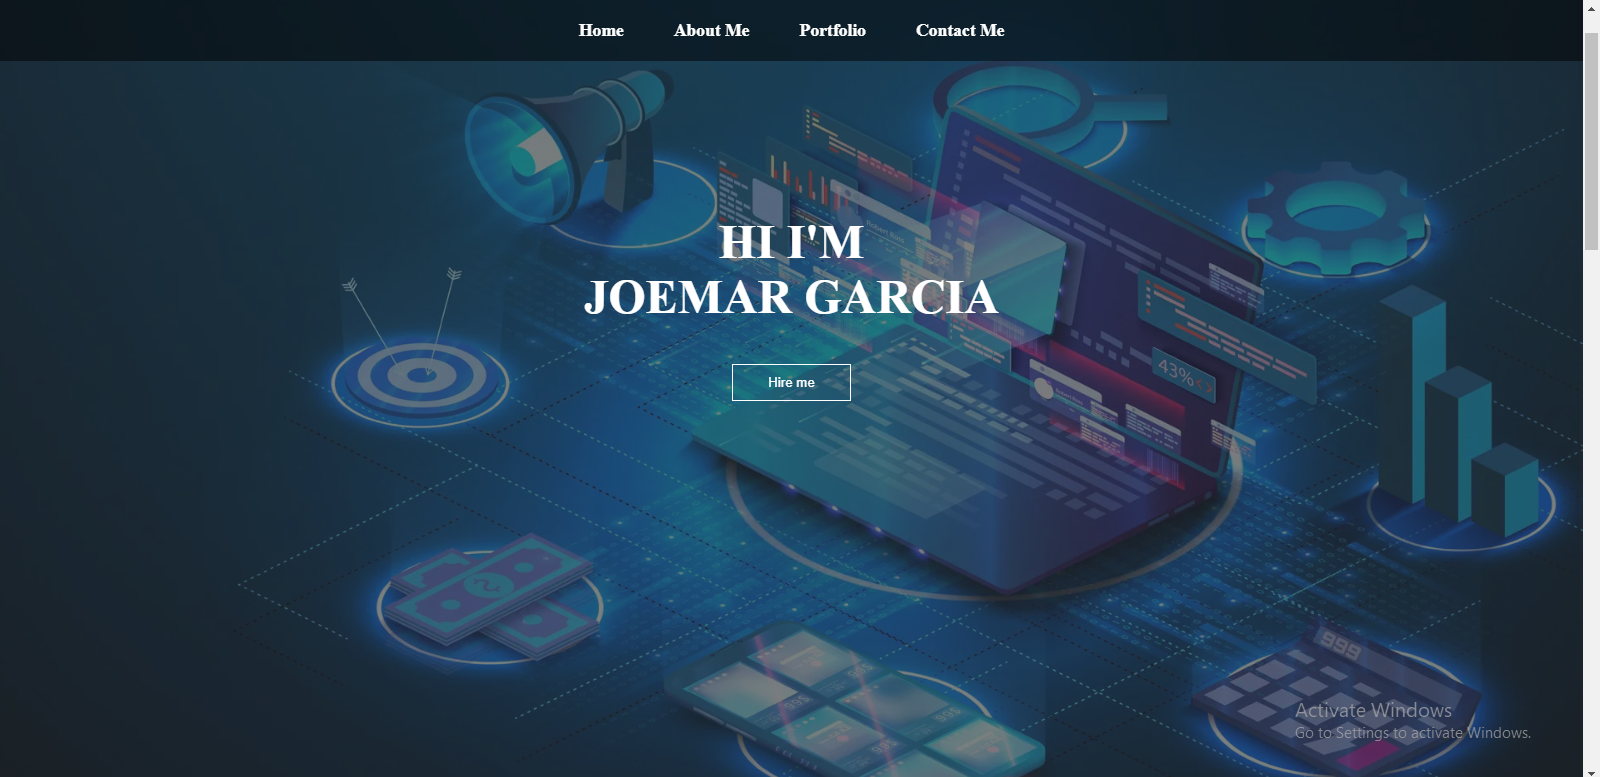 Home About Me Portfolio Contact Me
HI I'M
JOEMAR GARCIA
Hire me
43%<>
999
Activate Windows
Go to Settings to activate Windows.